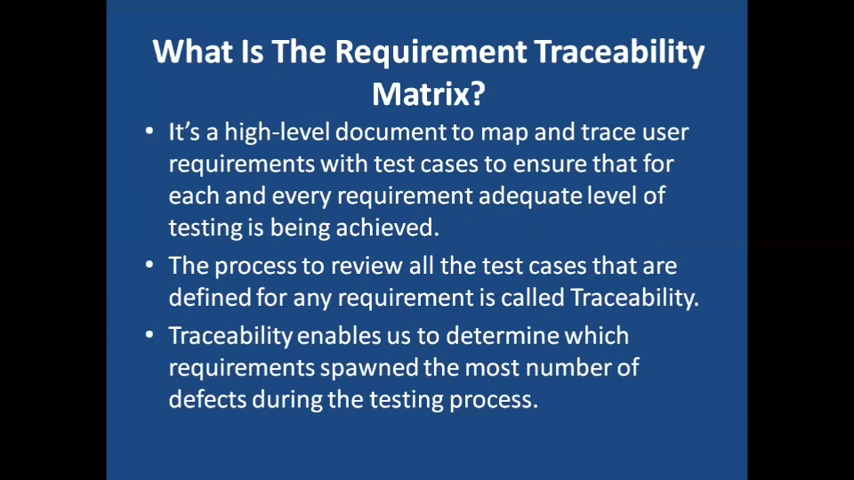 What Is The Requirement Traceability
Matrix?
• It's a high-level document to map and trace user
requirements with test cases to ensure that for
each and every requirement adequate level of
testing is being achieved.
• The process to review all the test cases that are
defined for any requirement is called Traceability.
• Traceability enables us to determine which
requirements spawned the most number of
defects during the testing process.